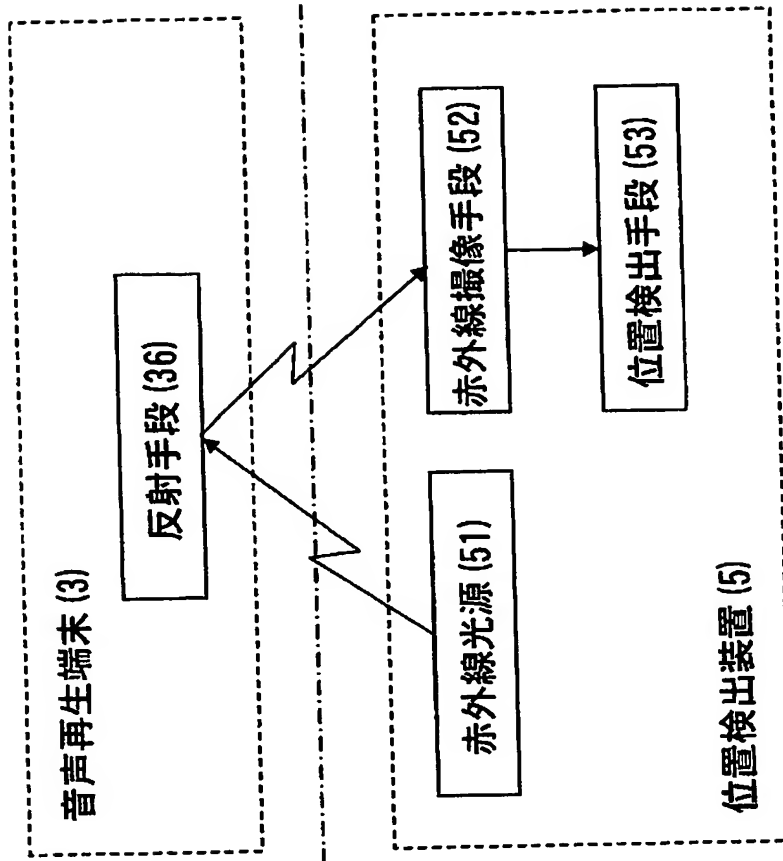 音声再生端末(3)
反射手段(36)
赤外線光源(51)
赤外線撮像手段(52)
位置検出手段(53)
位置検出装置(5)